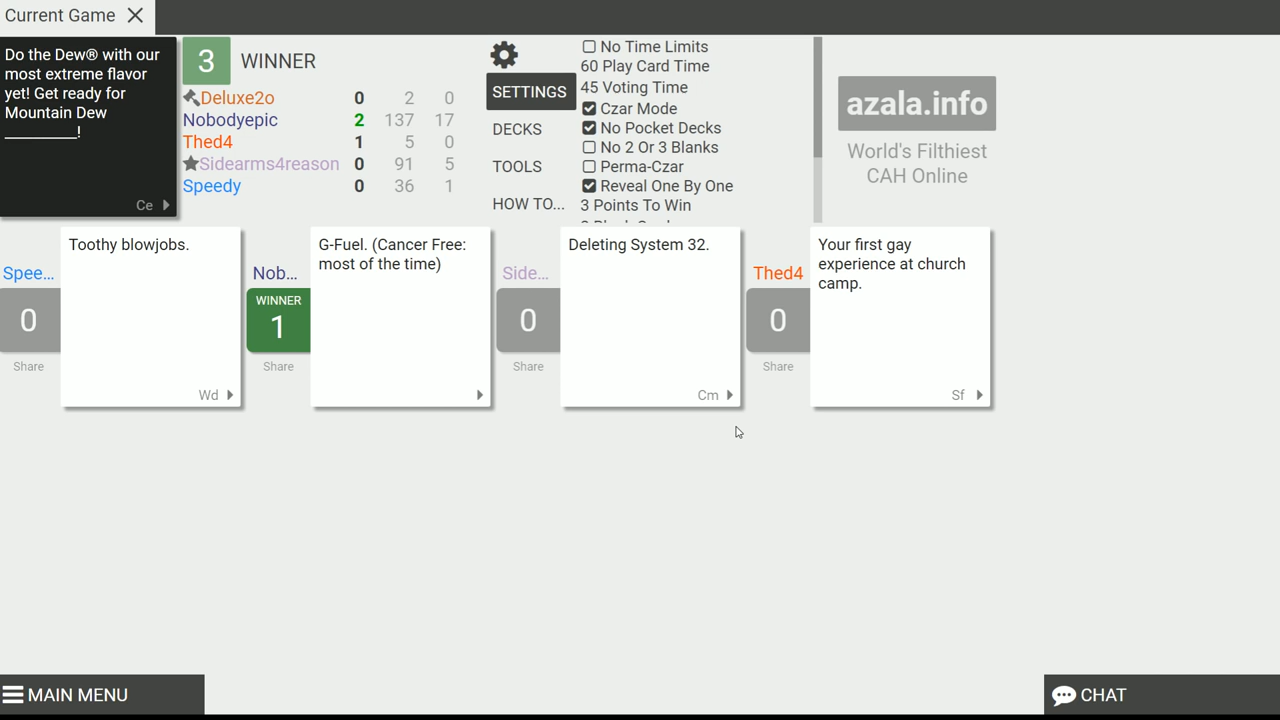 Current Game
Do the Dew® with our
most extreme flavor
yet! Get ready for
Mountain Dew
_________!
Ce
3 WINNER
Deluxe2o 0 2 0
Nobodyepic 2 137 17
Thed4 1 5 0
Sidearms4reason 0 91 5
Speedy 0 36 1
SETTINGS
DECKS
TOOLS
HOW TO...
No Time Limits
60 Play Card Time
45 Voting Time
Czar Mode
No Pocket Decks
No 2 Or 3 Blanks
Perma-Czar
Reveal One By One
3 Points To Win
azala.info
World's Filthiest
CAH Online
Spee...
0
Share
Toothy blowjobs.
Wd
Nob...
WINNER
1
Share
G-Fuel. (Cancer Free:
most of the time)
Side...
0
Share
Deleting System 32.
Cm
Thed4
0
Share
Your first gay
experience at church
camp.
Sf
MAIN MENU
CHAT